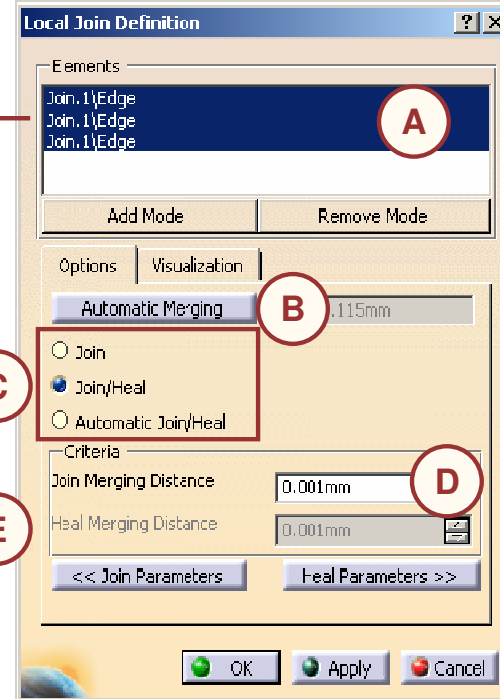 Local Join Definition ? X
Elements
Join.1\Edge
Join.1\Edge A
Join.1\Edge
Add Mode Remove Mode
Options Visualization
Automatic Merging B .115mm
Join
C Join/Heal
Automatic Join/Heal
Criteria
Join Merging Distance 0.001mm D
E Heal Merging Distance 0.001mm
<< Join Parameters Heal Parameters >>
OK Apply Cancel